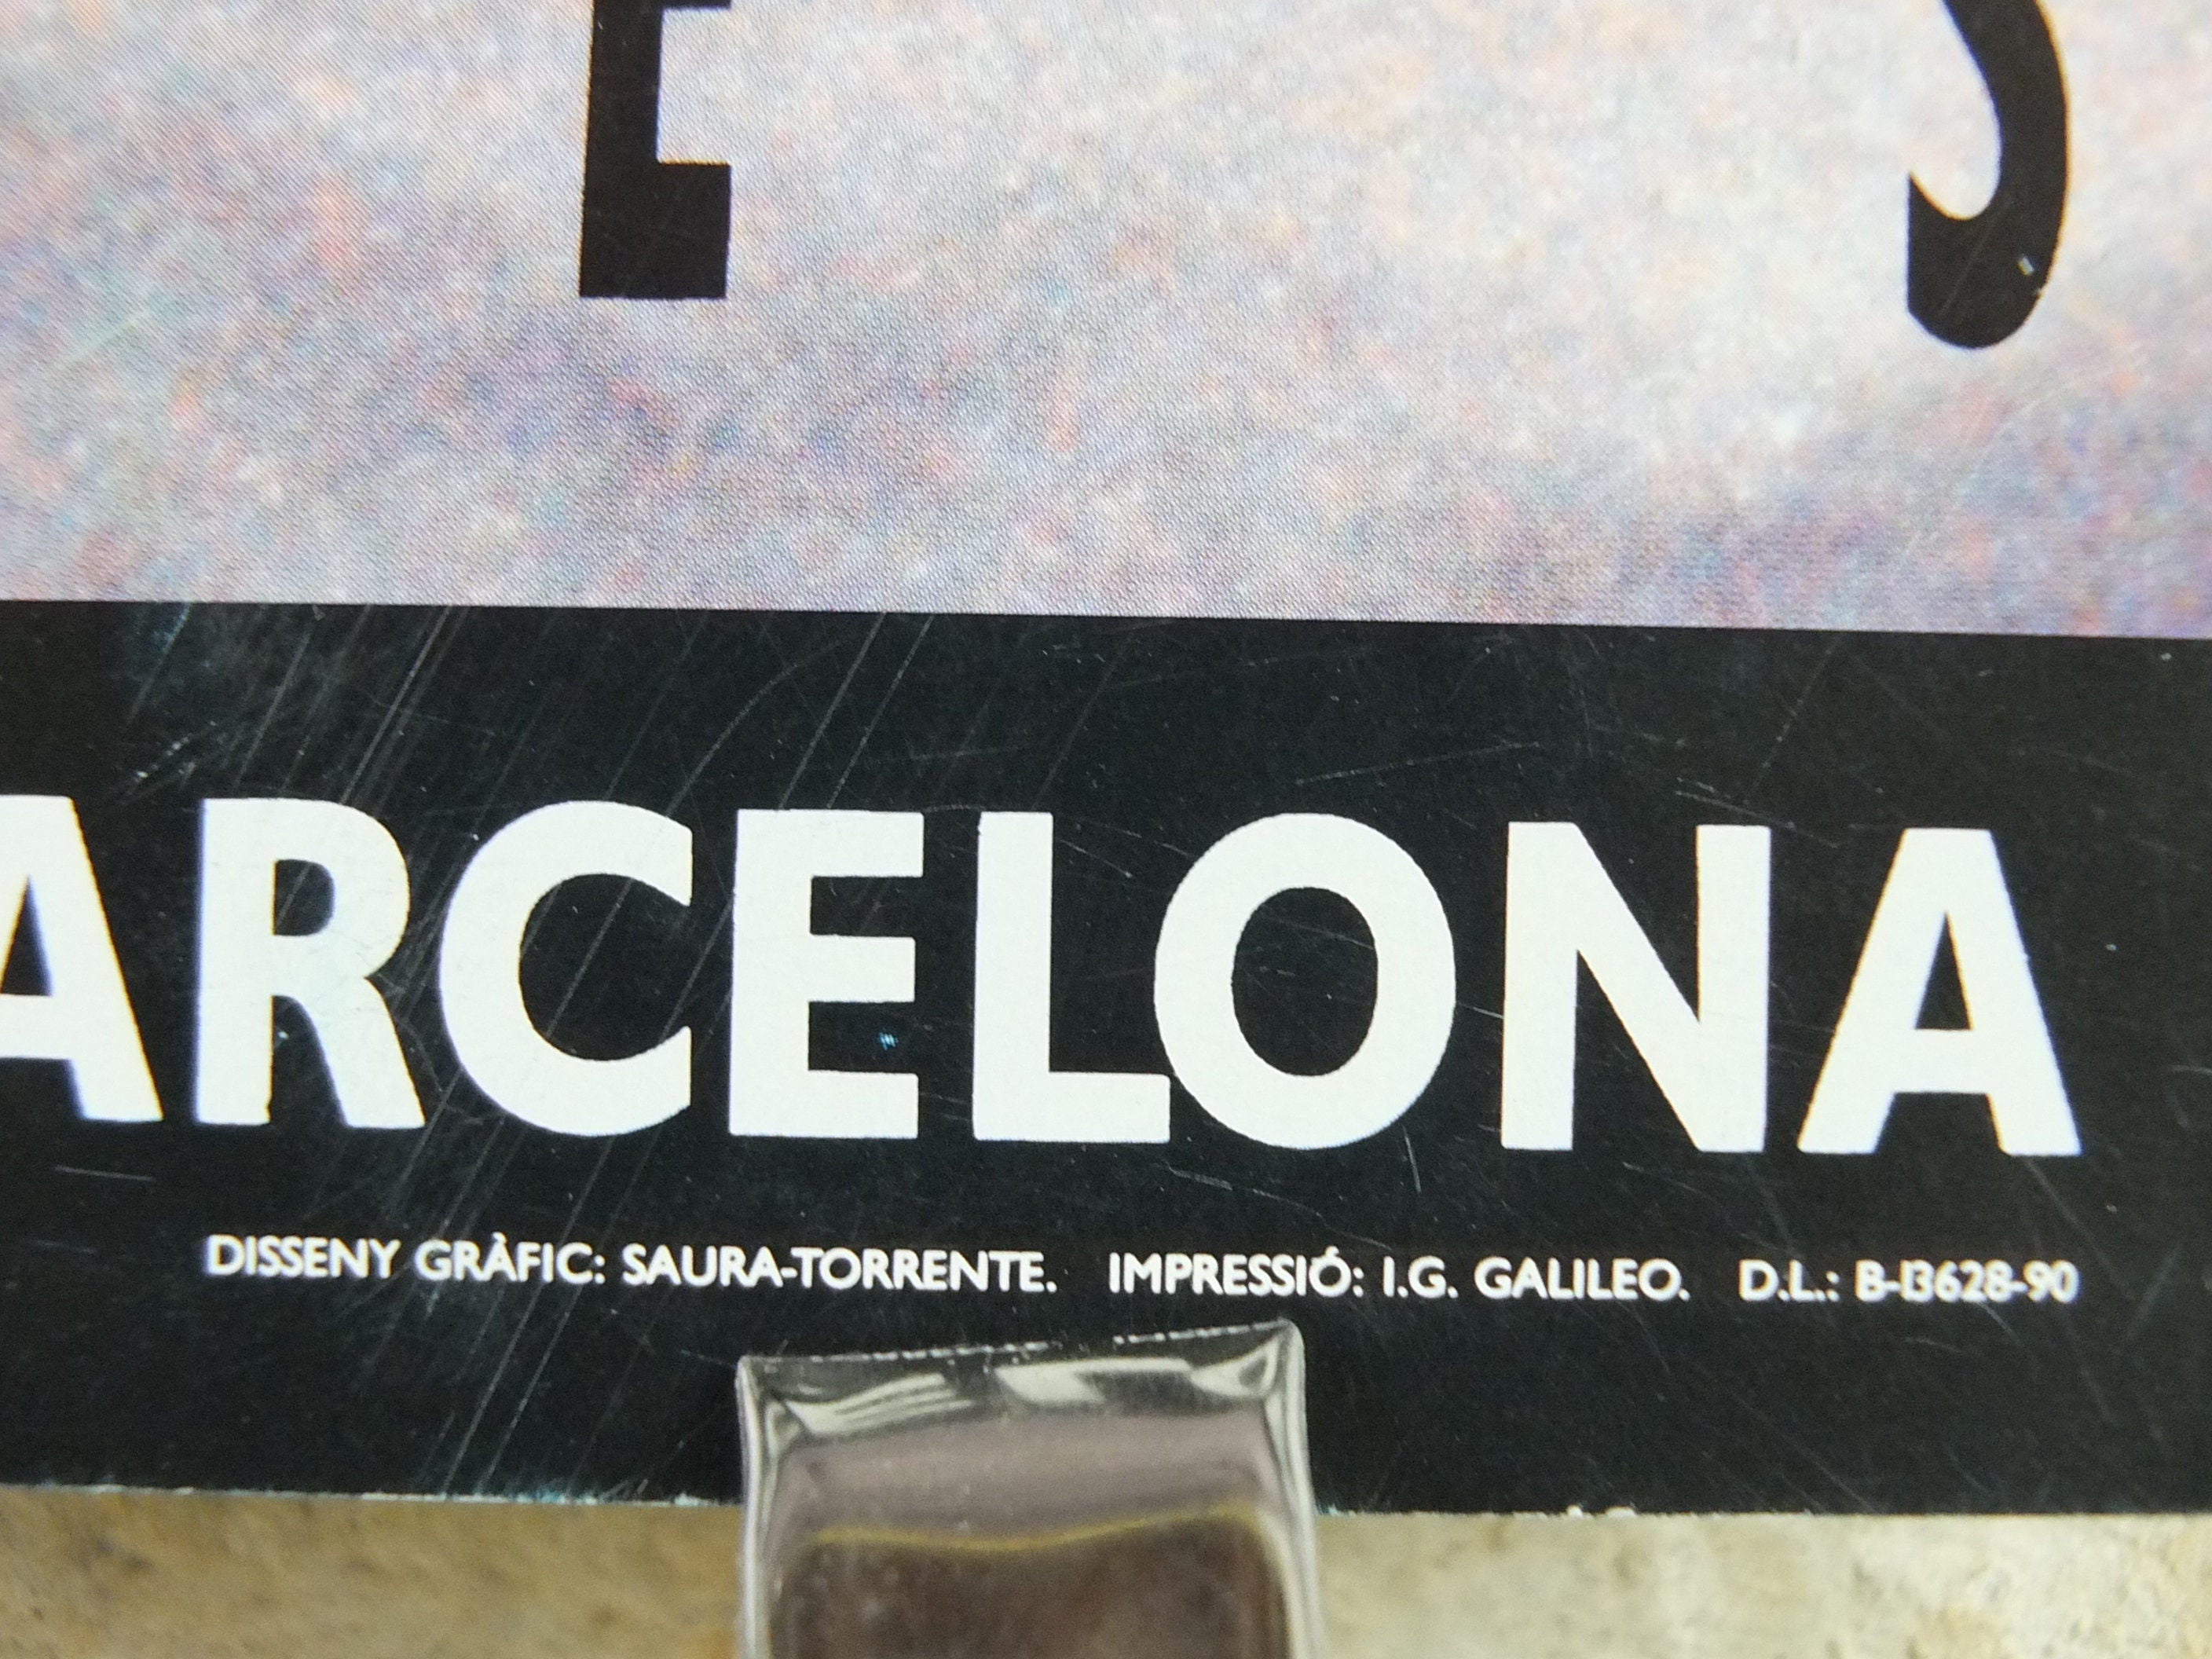 ARCELONA
DISSENY GRÀFIC: SAURA-TORRENTE. IMPRESSIÓ: I.G. GALILEO. D.L.: B-13628-90